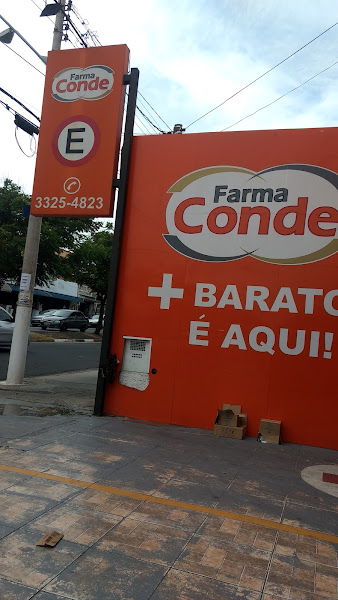 Farma
Conde
E
3325-4823
Farma
Conde
+ BARATO
É AQUI!